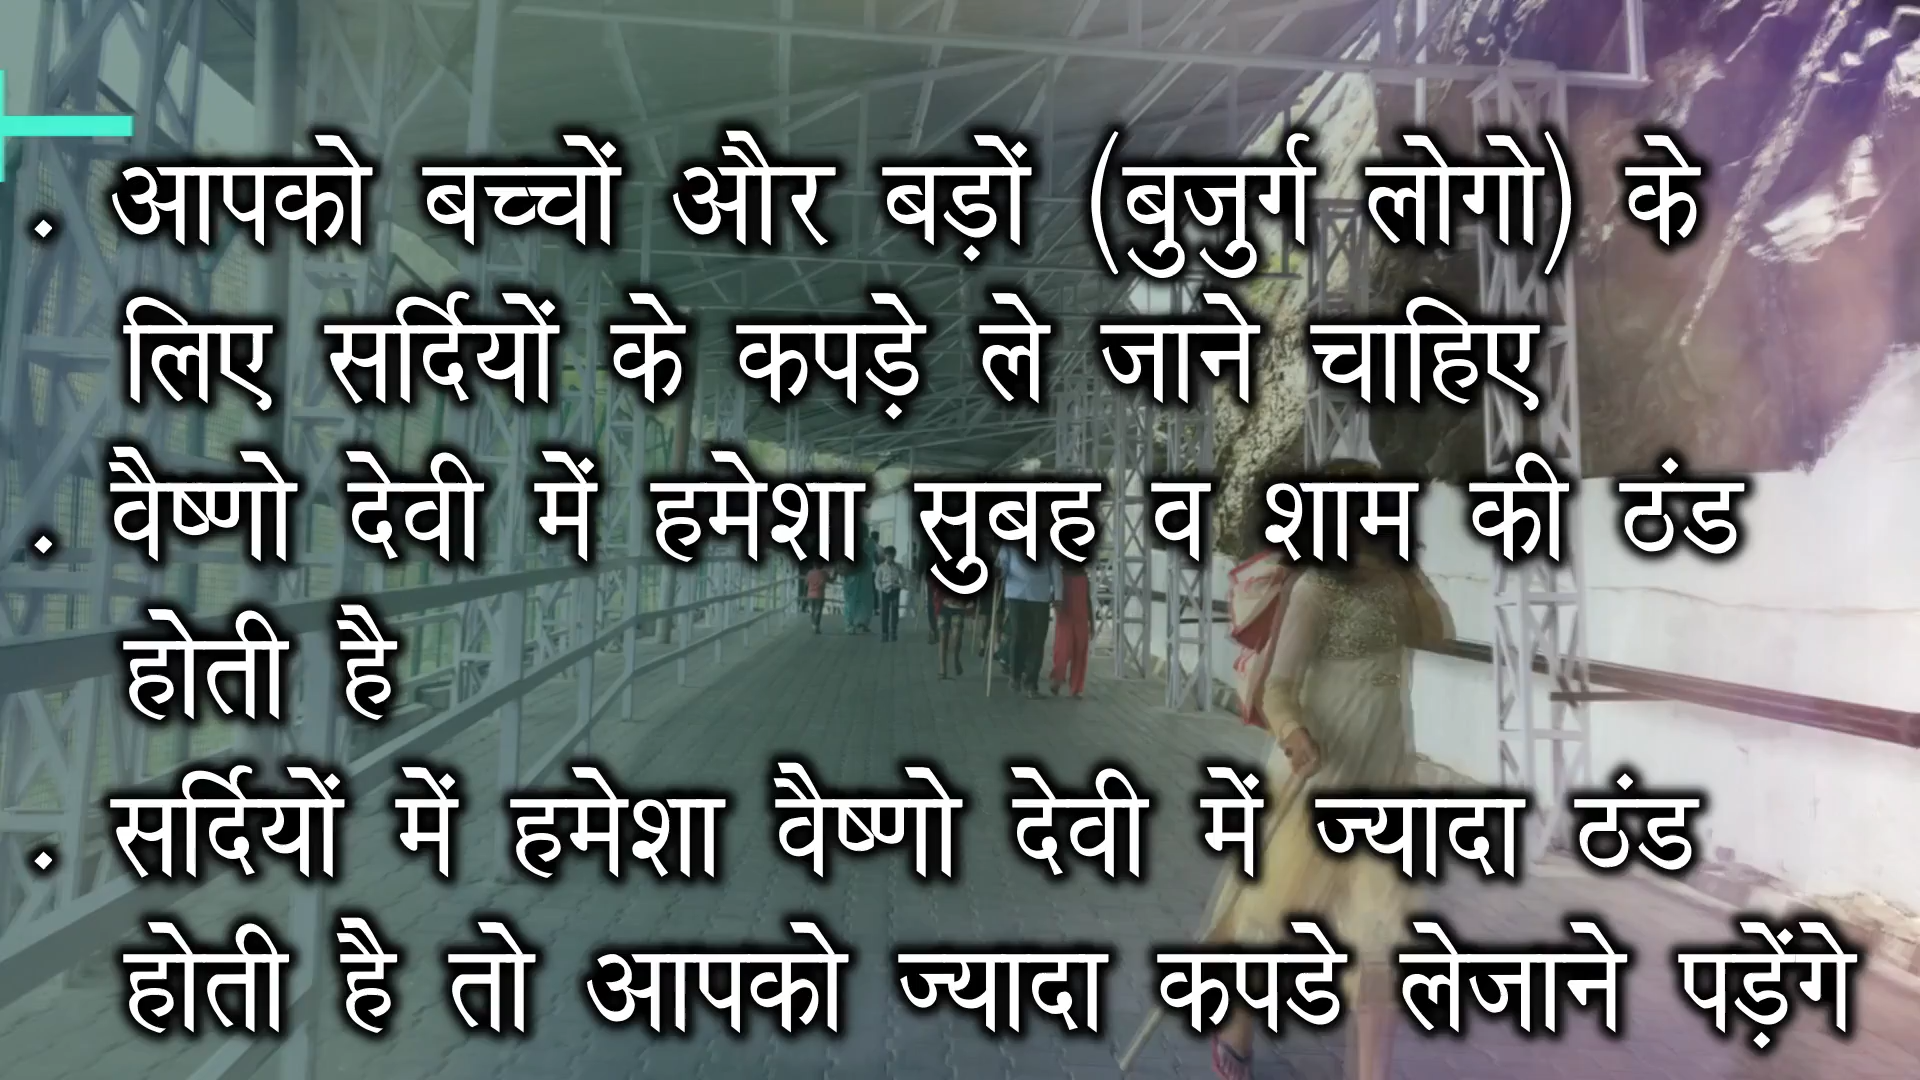 . आपको बच्चों और बड़ों (बुजुर्ग लोगो) के
लिए सर्दियों के कपड़े ले जाने चाहिए
. वैष्णो देवी में हमेशा सुबह व शाम की ठंड
होती है
. सर्दियों में हमेशा वैष्णो देवी में ज्यादा ठंड
होती है तो आपको ज्यादा कपडे लेजाने पड़ेंगे